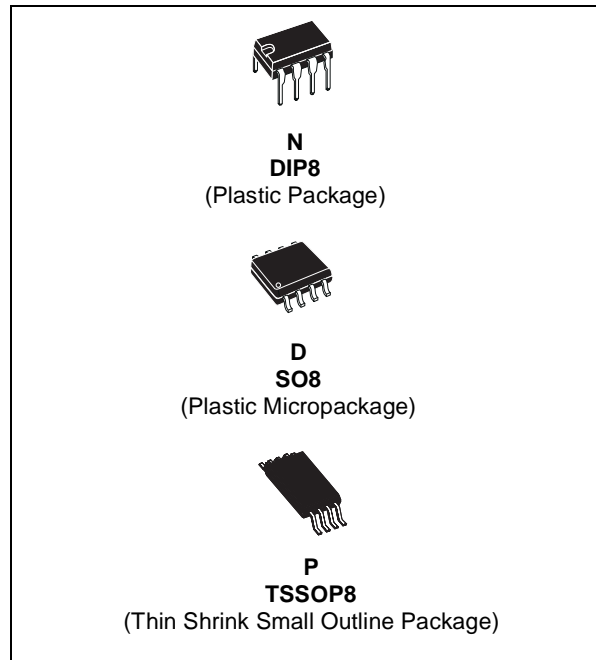 N
DIP8
(Plastic Package)
D
SO8
(Plastic Micropackage)
P
TSSOP8
(Thin Shrink Small Outline Package)